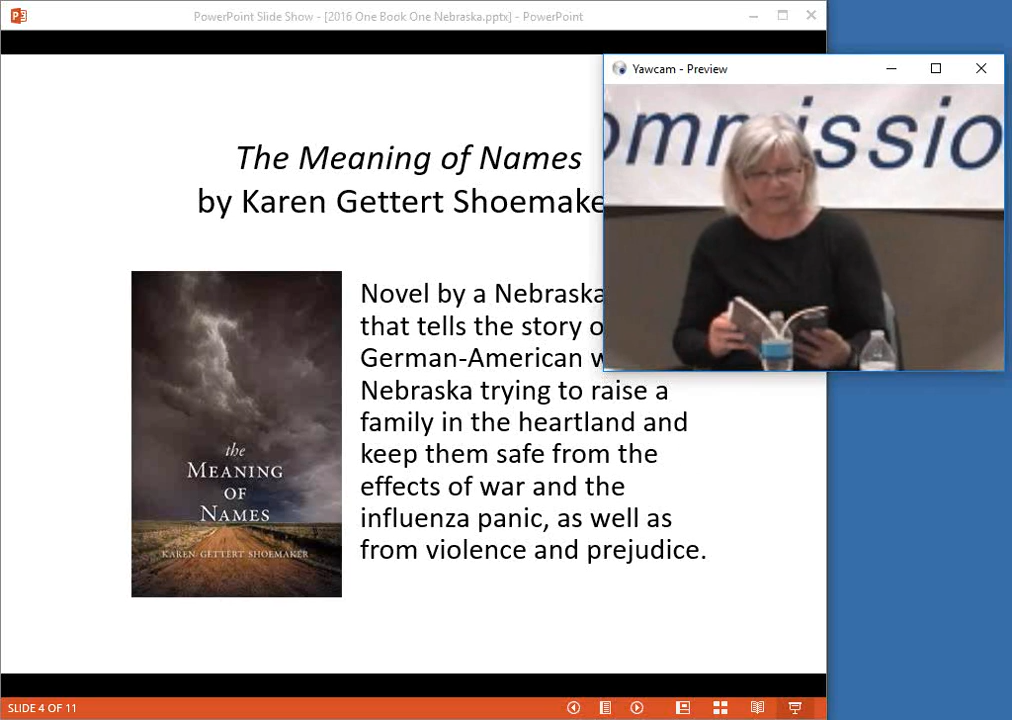 PowerPoint Slide Show - [2016 One Book One Nebraska.pptx] - PowerPoint
Yawcam - Preview
ommissio
The Meaning of Names
by Karen Gettert Shoemake
Novel by a Nebraska
that tells the story o
German-American w
Nebraska trying to raise a
family in the heartland and
keep them safe from the
effects of war and the
influenza panic, as well as
from violence and prejudice.
the
MEANING
OF
NAMES
KAREN GETTERT SHOEMAKER
SLIDE 4 OF 11